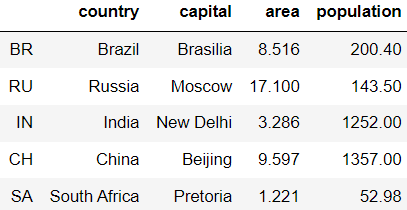 country capital area population
BR Brazil Brasilia 8.516 200.40
RU Russia Moscow 17.100 143.50
IN India New Delhi 3.286 1252.00
CH China Beijing 9.597 1357.00
SA South Africa Pretoria 1.221 52.98